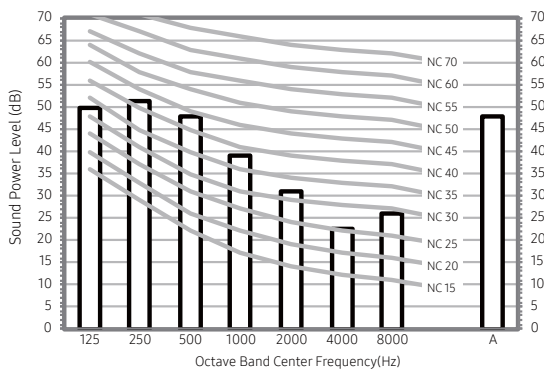 70 70
65 65
NC 70
60 60
NC 60
55 55
NC 55
50 50
NC 50
45 45
NC 45
40 40
NC 40
35 35
NC 35
30 30
NC 30
25 25
NC 25
20 20
NC 20
15 15
10 10
NC 15
5 5
0 0
125 250 500 1000 2000 4000 8000 A
Octave Band Center Frequency(Hz)
Sound Power Level (dB)